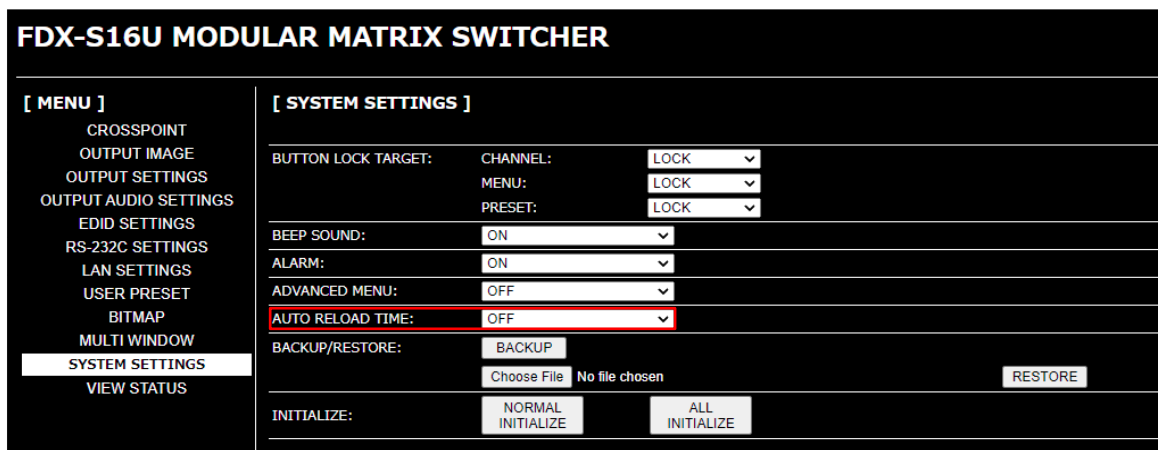 FDX-S16U MODULAR MATRIX SWITCHER
[ MENU ]
CROSSPOINT
OUTPUT IMAGE
OUTPUT SETTINGS
OUTPUT AUDIO SETTINGS
EDID SETTINGS
RS-232C SETTINGS
LAN SETTINGS
USER PRESET
BITMAP
MULTI WINDOW
SYSTEM SETTINGS
VIEW STATUS
[ SYSTEM SETTINGS ]
BUTTON LOCK TARGET: CHANNEL: LOCK
MENU: LOCK
PRESET: LOCK
BEEP SOUND: ON
ALARM: ON
ADVANCED MENU: OFF
AUTO RELOAD TIME: OFF
BACKUP/RESTORE: BACKUP
Choose File No file chosen RESTORE
INITIALIZE: NORMAL INITIALIZE ALL INITIALIZE